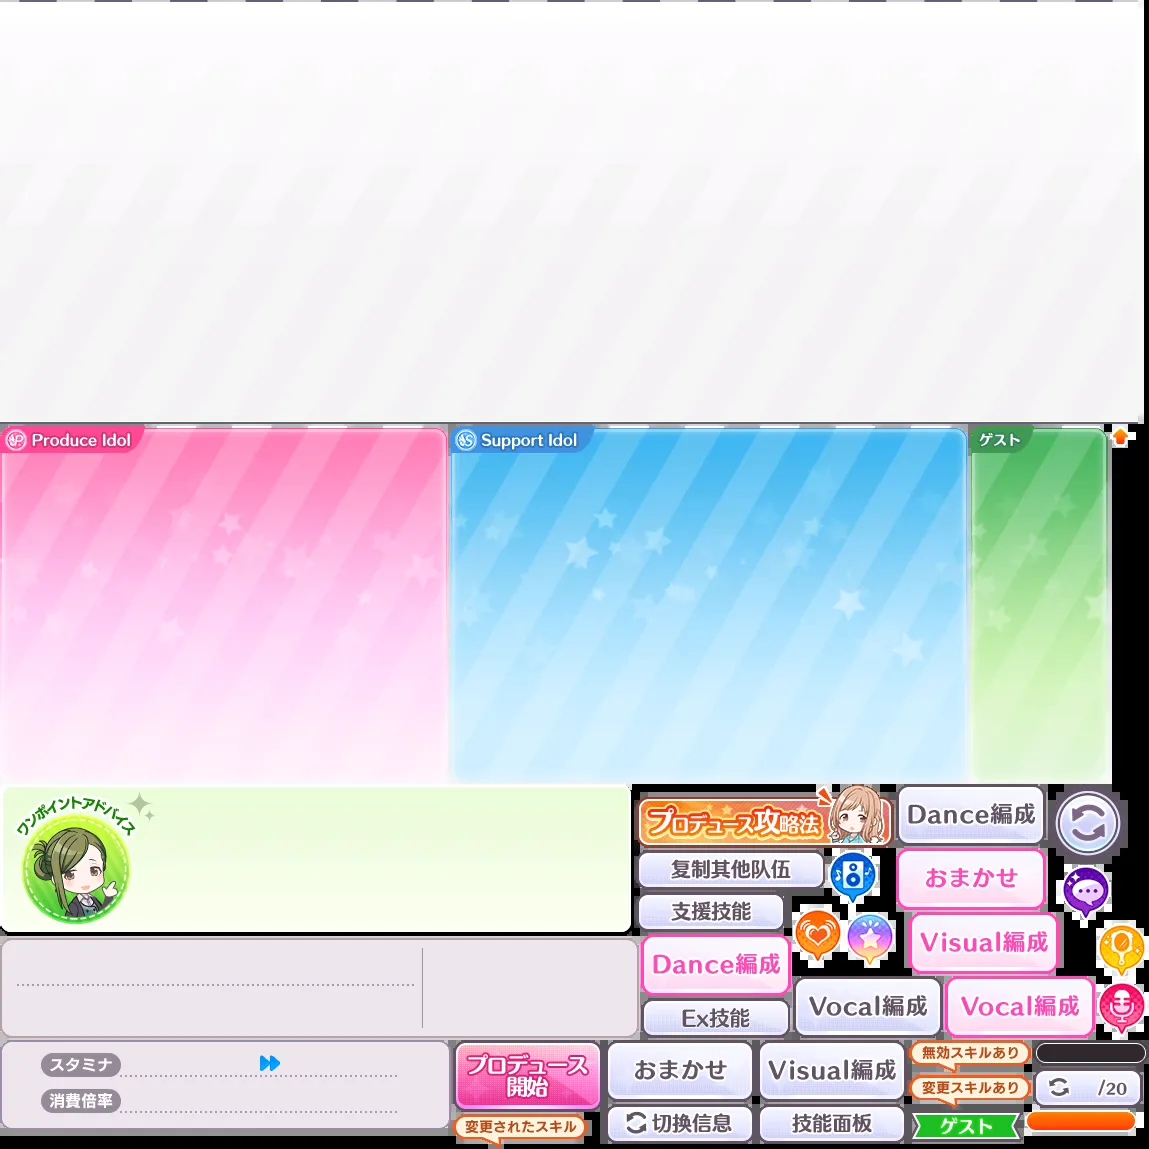 Produce Idol
Support Idol
ゲスト
ワンポイントアドバイス
プロデュース攻略法
Dance編成
复制其他队伍
おまかせ
支援技能
Visual編成
Dance編成
Ex技能
Vocal編成
Vocal編成
スタミナ
消費倍率
プロデュース
開始
おまかせ
Visual編成
無効スキルあり
変更スキルあり
/20
変更されたスキル
切换信息
技能面板
ゲスト